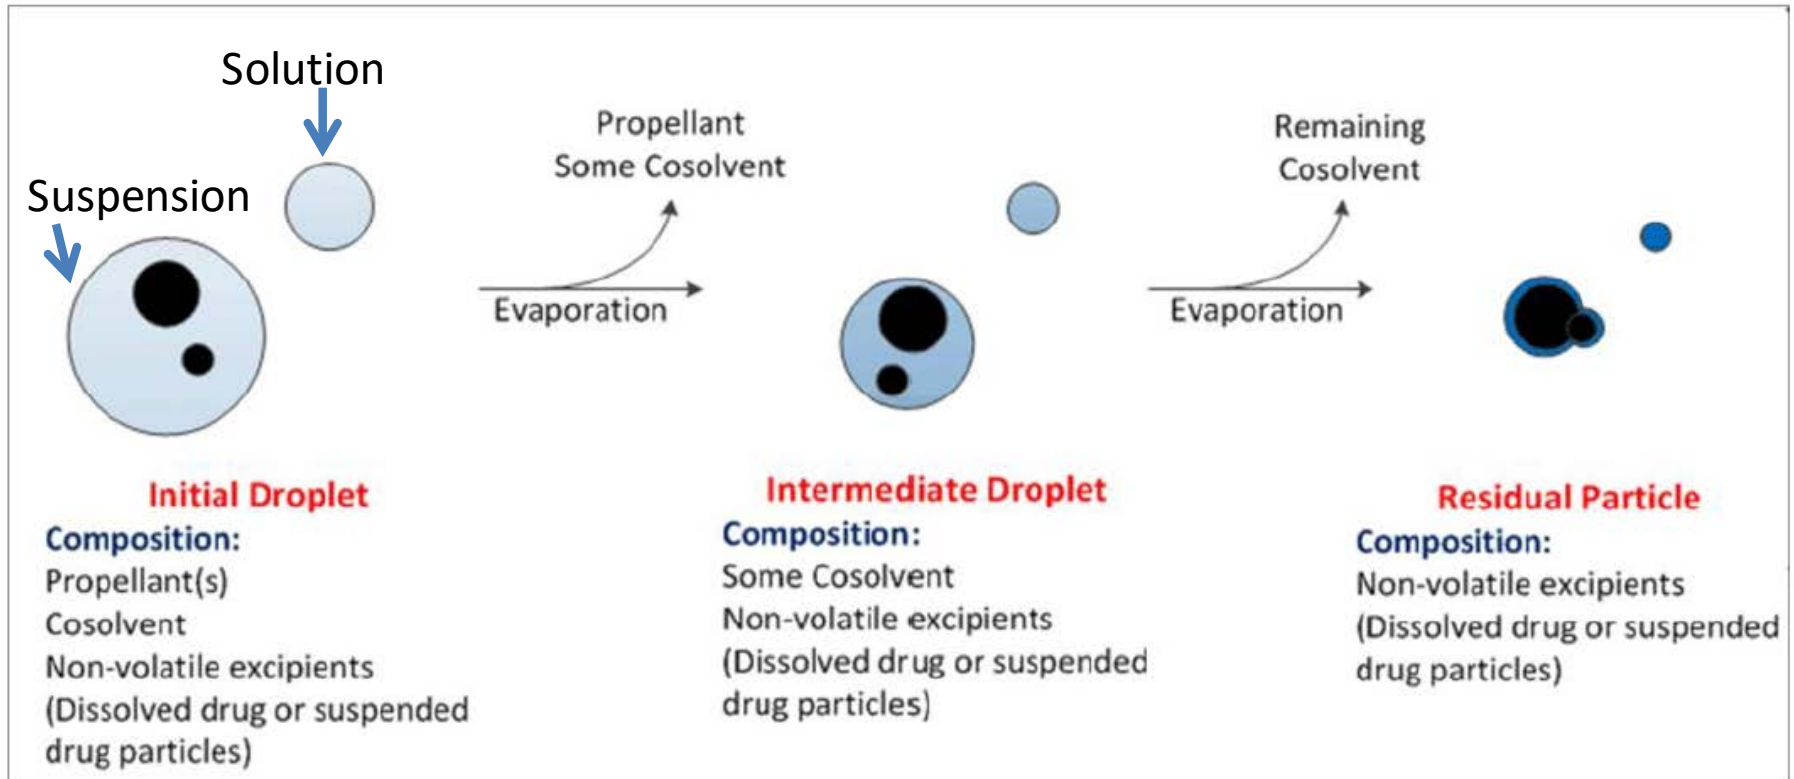 Solution
Suspension
Propellant
Some Cosolvent
Evaporation
Remaining
Cosolvent
Evaporation
Initial Droplet
Composition:
Propellant(s)
Cosolvent
Non-volatile excipients
(Dissolved drug or suspended
drug particles)
Intermediate Droplet
Composition:
Some Cosolvent
Non-volatile excipients
(Dissolved drug or suspended
drug particles)
Residual Particle
Composition:
Non-volatile excipients
(Dissolved drug or suspended
drug particles)